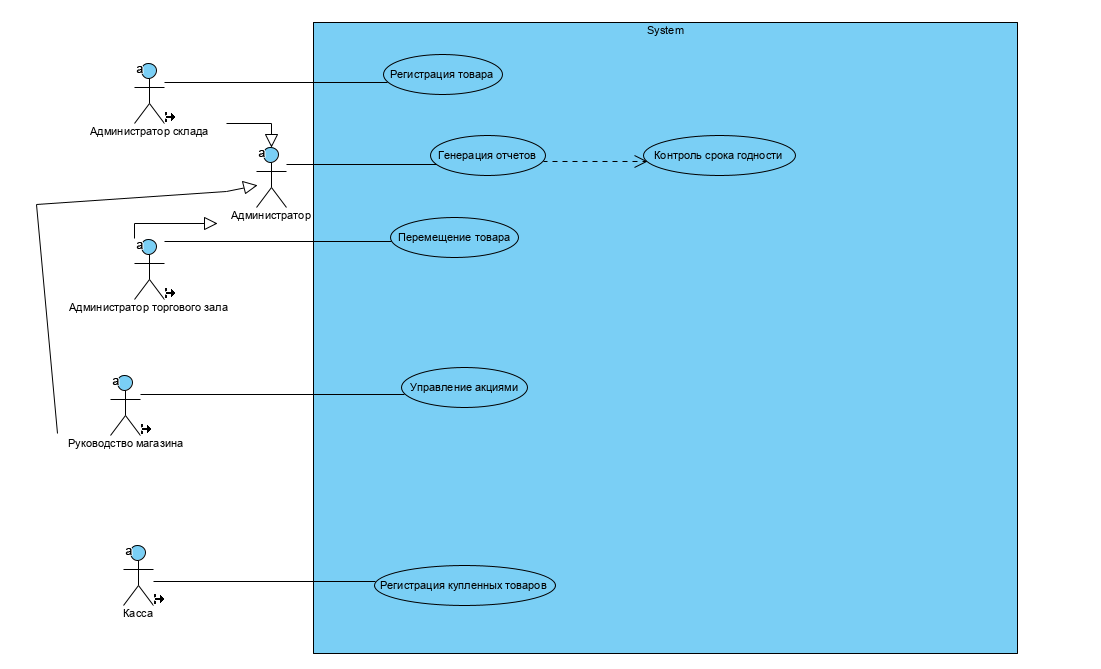 System
a
Регистрация товара
Администратор склада
a
Генерация отчетов
Контроль срока годности
Администратор
a
Перемещение товара
Администратор торгового зала
a
Управление акциями
Руководство магазина
a
Регистрация купленных товаров
Касса